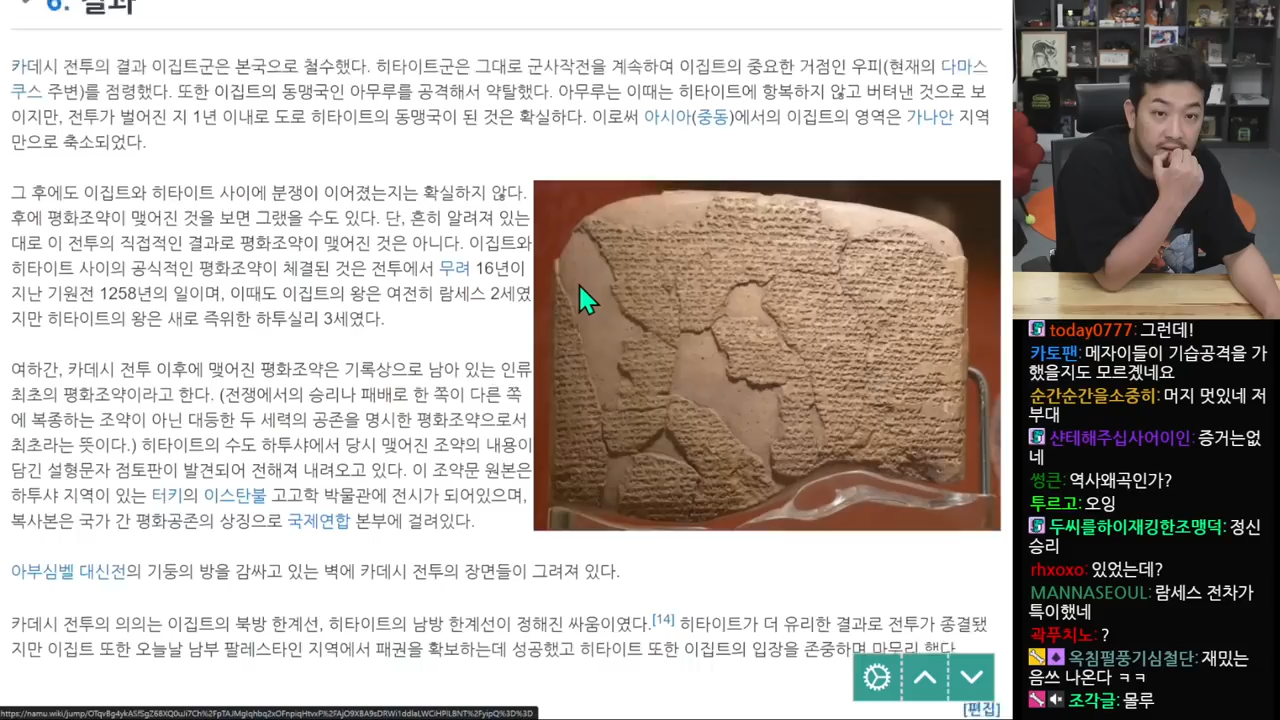 6. 결과
카데시 전투의 결과 이집트군은 본국으로 철수했다. 히타이트군은 그대로 군사작전을 계속하여 이집트의 중요한 거점인 우피(현재의 다마스
쿠스 주변)를 점령했다. 또한 이집트의 동맹국인 아무루를 공격해서 약탈했다. 아무루는 이때는 히타이트에 항복하지 않고 버텨낸 것으로 보
이지만, 전투가 벌어진 지 1년 이내로 도로 히타이트의 동맹국이 된 것은 확실하다. 이로써 아시아(중동)에서의 이집트의 영역은 가나안 지역
만으로 축소되었다.
그 후에도 이집트와 히타이트 사이에 분쟁이 이어졌는지는 확실하지 않다.
후에 평화조약이 맺어진 것을 보면 그랬을 수도 있다. 단, 흔히 알려져 있는
대로 이 전투의 직접적인 결과로 평화조약이 맺어진 것은 아니다. 이집트와
히타이트 사이의 공식적인 평화조약이 체결된 것은 전투에서 무려 16년이
지난 기원전 1258년의 일이며, 이때도 이집트의 왕은 여전히 람세스 2세였
지만 히타이트의 왕은 새로 즉위한 하투실리 3세였다.
여하간, 카데시 전투 이후에 맺어진 평화조약은 기록상으로 남아 있는 인류
최초의 평화조약이라고 한다. (전쟁에서의 승리나 패배로 한 쪽이 다른 쪽
에 복종하는 조약이 아닌 대등한 두 세력의 공존을 명시한 평화조약으로서
최초라는 뜻이다.) 히타이트의 수도 하투샤에서 당시 맺어진 조약의 내용이
담긴 설형문자 점토판이 발견되어 전해져 내려오고 있다. 이 조약문 원본은
하투샤 지역이 있는 터키의 이스탄불 고고학 박물관에 전시가 되어있으며,
복사본은 국가 간 평화공존의 상징으로 국제연합 본부에 걸려있다.
아부심벨 대신전의 기둥의 방을 감싸고 있는 벽에 카데시 전투의 장면들이 그려져 있다.
카데시 전투의 의의는 이집트의 북방 한계선, 히타이트의 남방 한계선이 정해진 싸움이였다.[14] 히타이트가 더 유리한 결과로 전투가 종결됐
지만 이집트 또한 오늘날 남부 팔레스타인 지역에서 패권을 확보하는데 성공했고 히타이트 또한 이집트의 입장을 존중하며 마무리 했다
[편집]
today0777: 그런데!
카토팬: 메자이들이 기습공격을 가
했을지도 모르겠네요
순간순간을소중히: 머지 멋있네 저
부대
샨테해주십사어이인: 증거는없
네
썽큰: 역사왜곡인가?
투르고: 오잉
두씨를하이재킹한조맹덕: 정신
승리
rhxoxo: 있었는데?
MANNASEOUL: 람세스 전차가
특이했네
곽푸치노: ?
옥침펄풍기심철단: 재밌는
음쓰 나온다 ㅋㅋ
조각글: 몰루